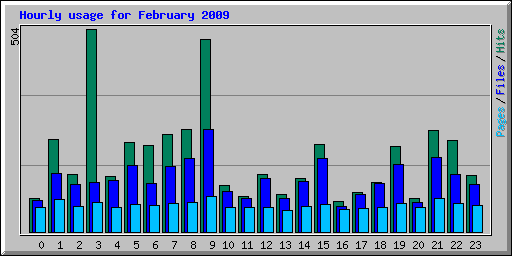 Hourly usage for February 2009
504
Pages / Files / Hits
0 1 2 3 4 5 6 7 8 9 10 11 12 13 14 15 16 17 18 19 20 21 22 23